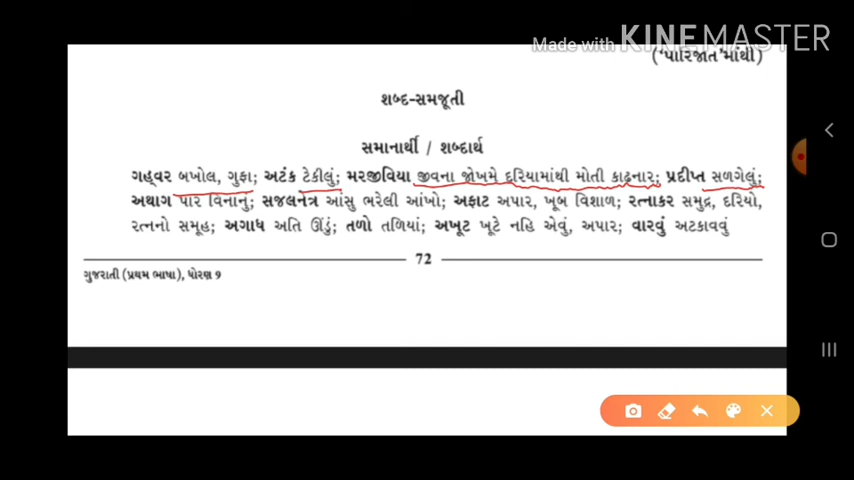 Made with KINEMASTER
('પારિજાત'માંથી)
શબ્દ-સમજૂતી
સમાનાર્થી / શબ્દાર્થ
ગહ્વર બખોલ, ગુફા; અટંક ટેકીલું; મરજીવિયા જીવના જોખમે દરિયામાંથી મોતી કાઢનાર; પ્રદીપ્ત સળગેલું;
અથાગ પાર વિનાનું; સજલનેત્ર આંસુ ભરેલી આંખો; અફાટ અપાર, ખૂબ વિશાળ; રત્નાકર સમુદ્ર, દરિયો,
રત્નનો સમૂહ; અગાધ અતિ ઊંડું; તળો તળિયાં; અખૂટ ખૂટે નહિ એવું, અપાર; વારવું અટકાવવું
72
ગુજરાતી (પ્રથમ ભાષા), ધોરણ 9